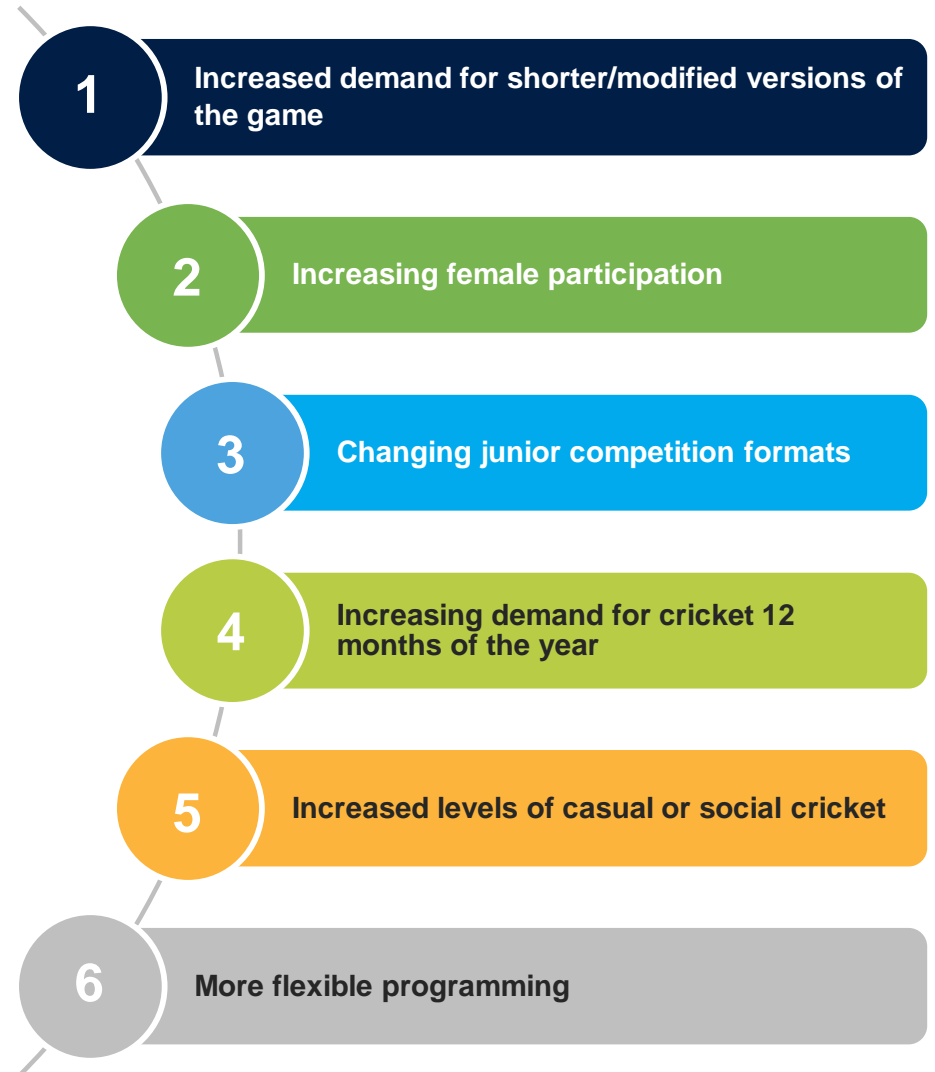 1
Increased demand for shorter/modified versions of
the game
2
Increasing female participation
3
Changing junior competition formats
4
Increasing demand for cricket 12
months of the year
5
Increased levels of casual or social cricket
6
More flexible programming